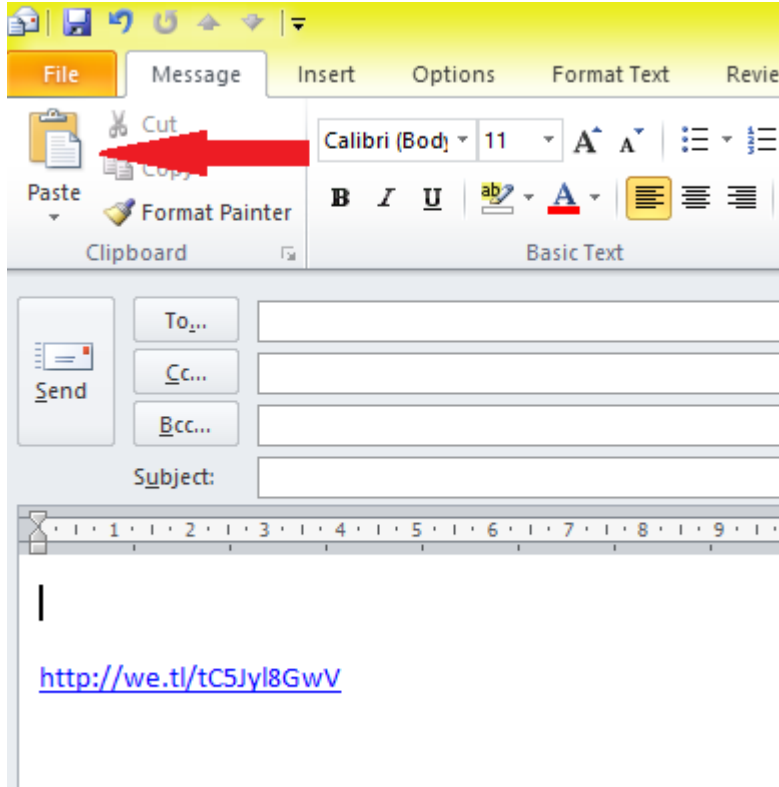 File Message Insert Options Format Text Revie
Cut
Calibri (Body 11 A A
Copy
Paste
Format Painter
B I U ab A
Clipboard Basic Text
To...
Cc...
Send
Bcc...
Subject:
1 2 3 4 5 6 7 8 9
http://we.tl/tC5Jyl8GwV